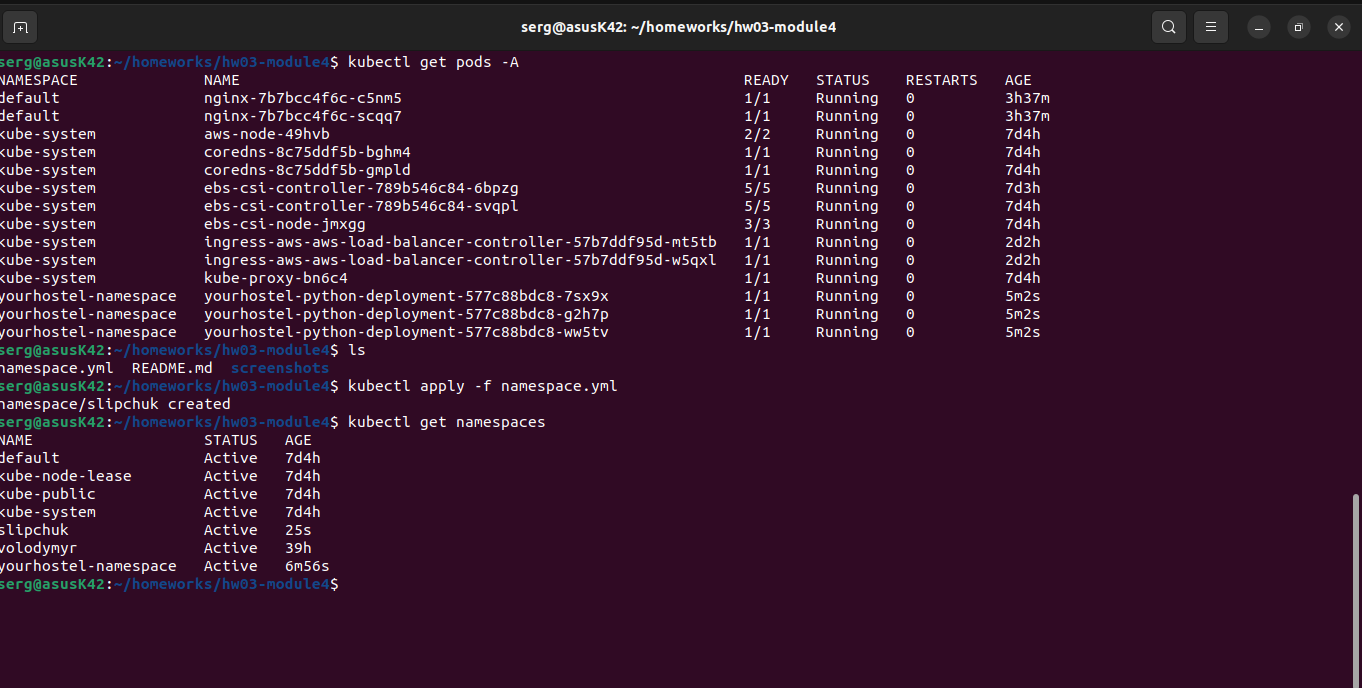 serg@asusK42: ~/homeworks/hw03-module4
serg@asusK42:~/homeworks/hw03-module4$ kubectl get pods -A
NAMESPACE NAME READY STATUS RESTARTS AGE
default nginx-7b7bcc4f6c-c5nm5 1/1 Running 0 3h37m
default nginx-7b7bcc4f6c-scqq7 1/1 Running 0 3h37m
kube-system aws-node-49hvb 2/2 Running 0 7d4h
kube-system coredns-8c75ddf5b-bghm4 1/1 Running 0 7d4h
kube-system coredns-8c75ddf5b-gmpld 1/1 Running 0 7d4h
kube-system ebs-csi-controller-789b546c84-6bpzg 5/5 Running 0 7d3h
kube-system ebs-csi-controller-789b546c84-svqpl 5/5 Running 0 7d4h
kube-system ebs-csi-node-jmxgg 3/3 Running 0 7d4h
kube-system ingress-aws-aws-load-balancer-controller-57b7ddf95d-mt5tb 1/1 Running 0 2d2h
kube-system ingress-aws-aws-load-balancer-controller-57b7ddf95d-w5qxl 1/1 Running 0 2d2h
kube-system kube-proxy-bn6c4 1/1 Running 0 7d4h
yourhostel-namespace yourhostel-python-deployment-577c88bdc8-7sx9x 1/1 Running 0 5m2s
yourhostel-namespace yourhostel-python-deployment-577c88bdc8-g2h7p 1/1 Running 0 5m2s
yourhostel-namespace yourhostel-python-deployment-577c88bdc8-ww5tv 1/1 Running 0 5m2s
serg@asusK42:~/homeworks/hw03-module4$ ls
namespace.yml README.md screenshots
serg@asusK42:~/homeworks/hw03-module4$ kubectl apply -f namespace.yml
namespace/slipchuk created
serg@asusK42:~/homeworks/hw03-module4$ kubectl get namespaces
NAME STATUS AGE
default Active 7d4h
kube-node-lease Active 7d4h
kube-public Active 7d4h
kube-system Active 7d4h
slipchuk Active 25s
volodymyr Active 39h
yourhostel-namespace Active 6m56s
serg@asusK42:~/homeworks/hw03-module4$